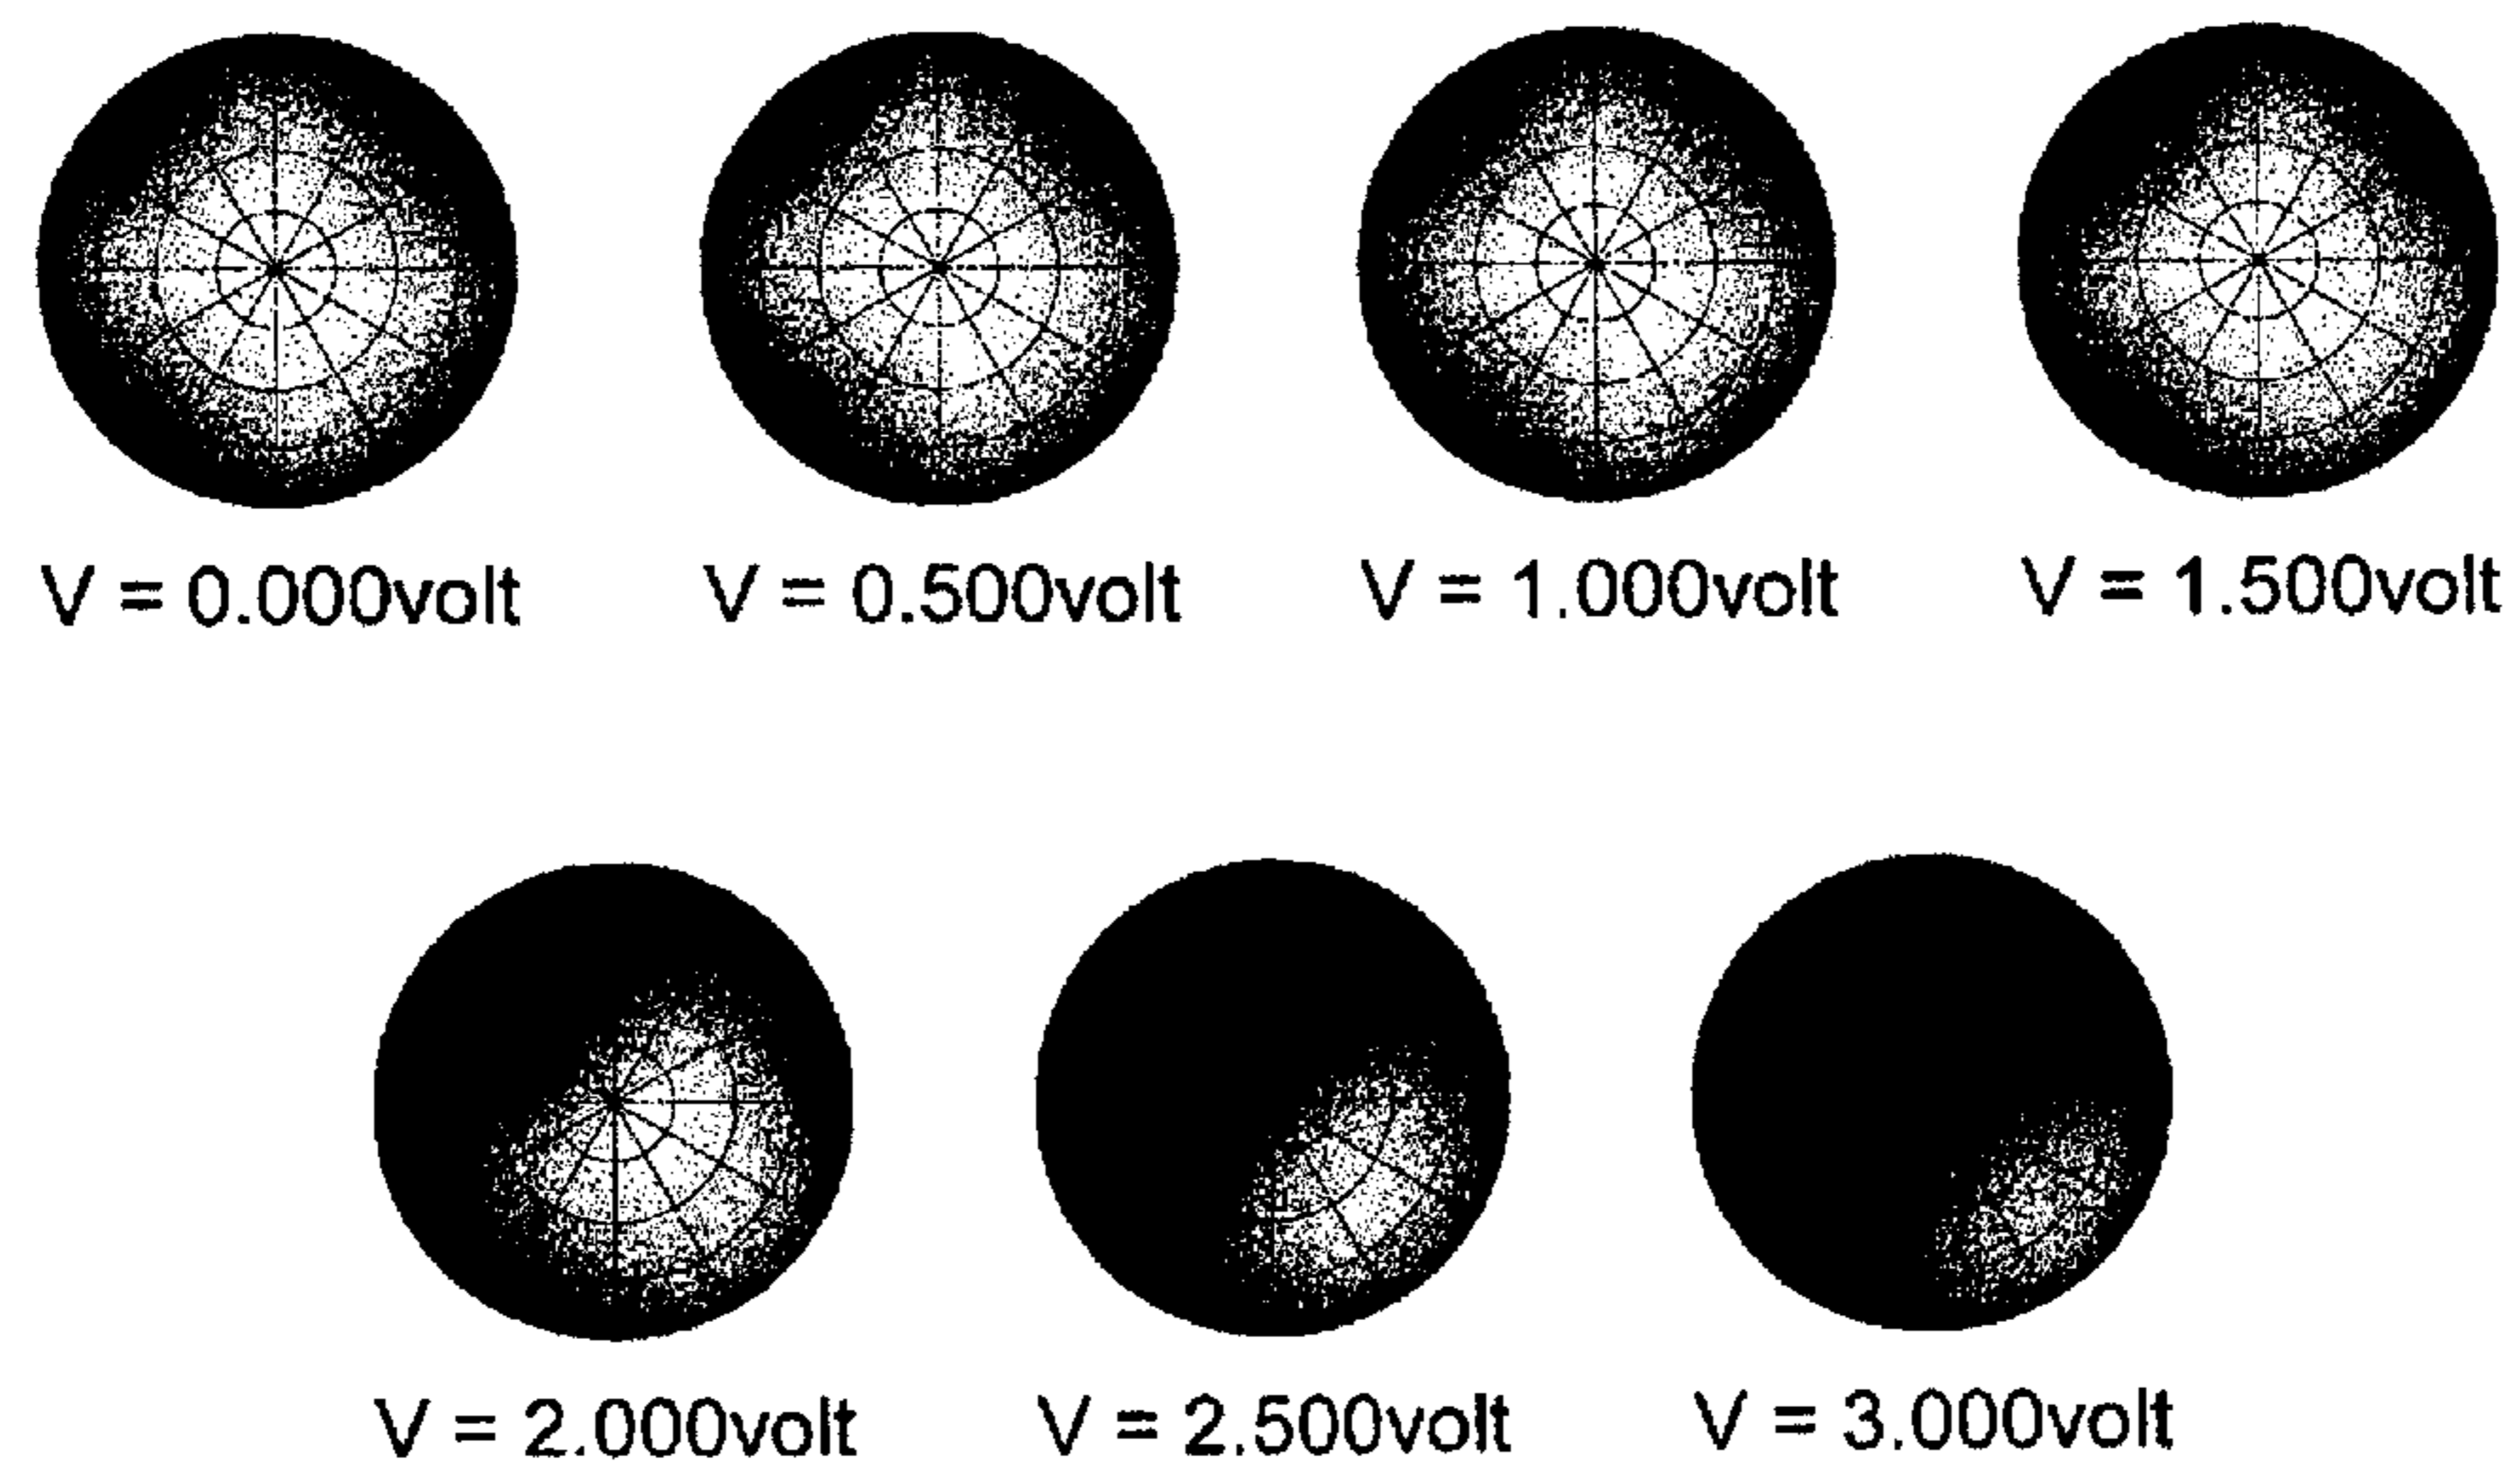 V = 0.000volt
V = 0.500volt
V = 1.000volt
V = 1.500volt
V = 2.000volt
V = 2.500volt
V = 3.000volt